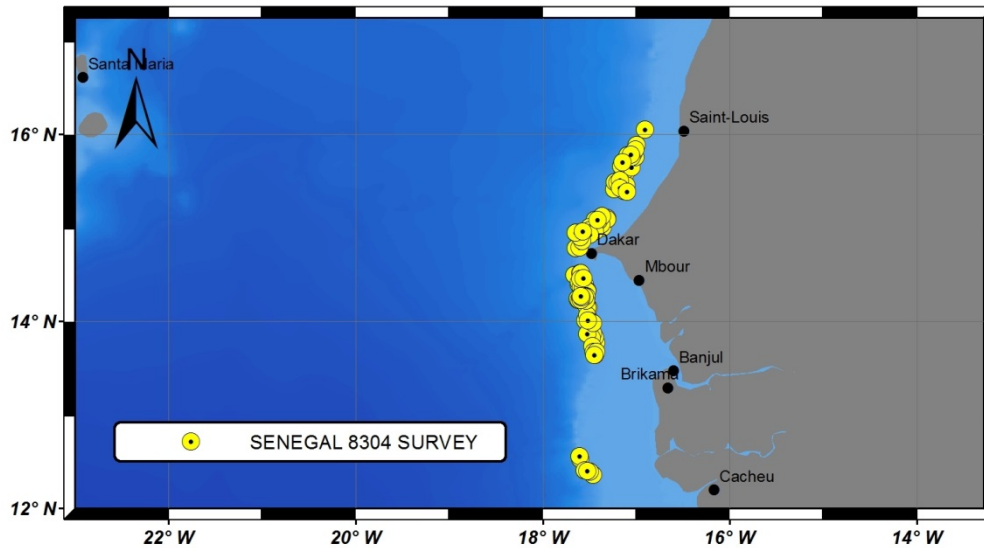 N
Santa Maria
16° N
Saint-Louis
Dakar
Mbour
14° N
Banjul
Brikama
SENEGAL 8304 SURVEY
Cacheu
12° N
22° W
20° W
18° W
16° W
14° W